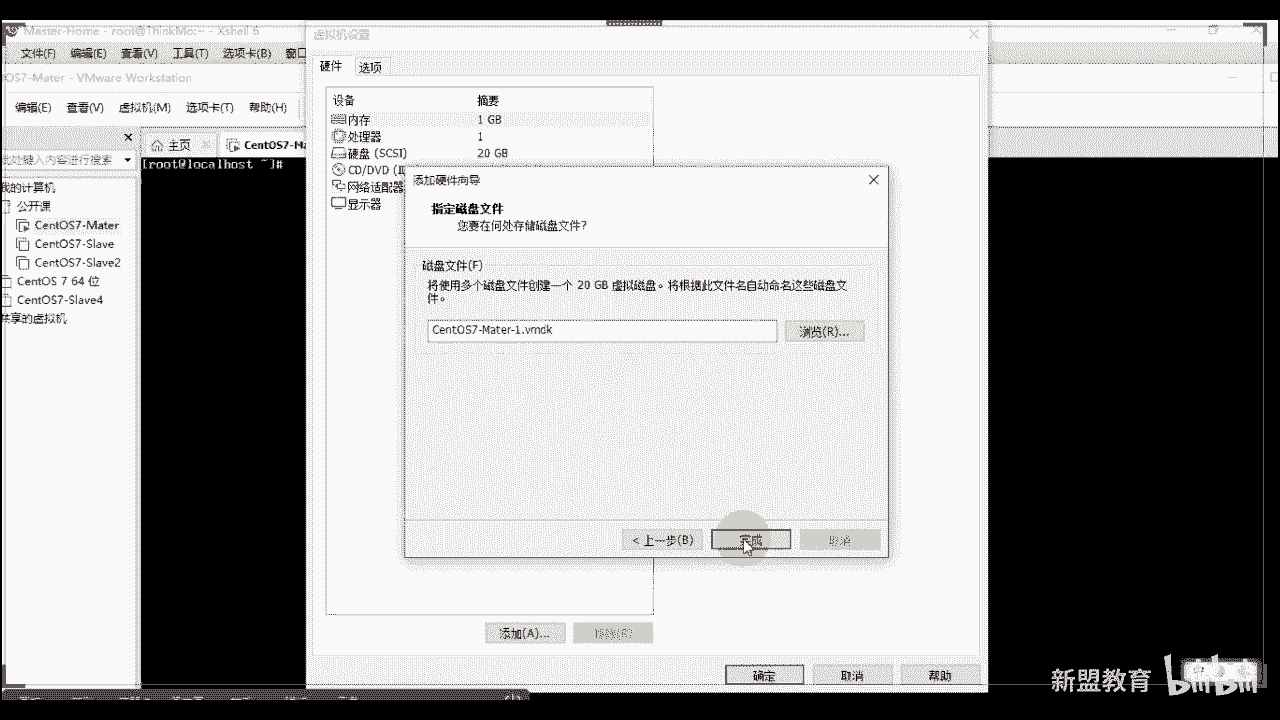 Master-Home - root@ThinkMo:~ - Xshell 6
文件(F) 编辑(E) 查看(V) 工具(T) 选项卡(B) 窗口
OS7-Mater - VMware Workstation
编辑(E) 查看(V) 虚拟机(M) 选项卡(T) 帮助(H)
主页 CentOS7-Ma
此处键入内容进行搜索
[root@localhost ~]#
我的计算机
公开课
CentOS7-Mater
CentOS7-Slave
CentOS7-Slave2
CentOS 7 64 位
CentOS7-Slave4
共享的虚拟机
虚拟机设置
硬件 选项
设备 摘要
内存 1 GB
处理器 1
硬盘 (SCSI) 20 GB
CD/DVD (I
网络适配器
显示器
添加硬件向导
指定磁盘文件
您要在何处存储磁盘文件?
磁盘文件(F)
将使用多个磁盘文件创建一个 20 GB 虚拟磁盘。将根据此文件名自动命名这些磁盘文
件。
CentOS7-Mater-1.vmdk 浏览(R)...
< 上一步(B) 完成 取消
添加(A)... 移除(R)
确定 取消 帮助
新盟教育 bilibili